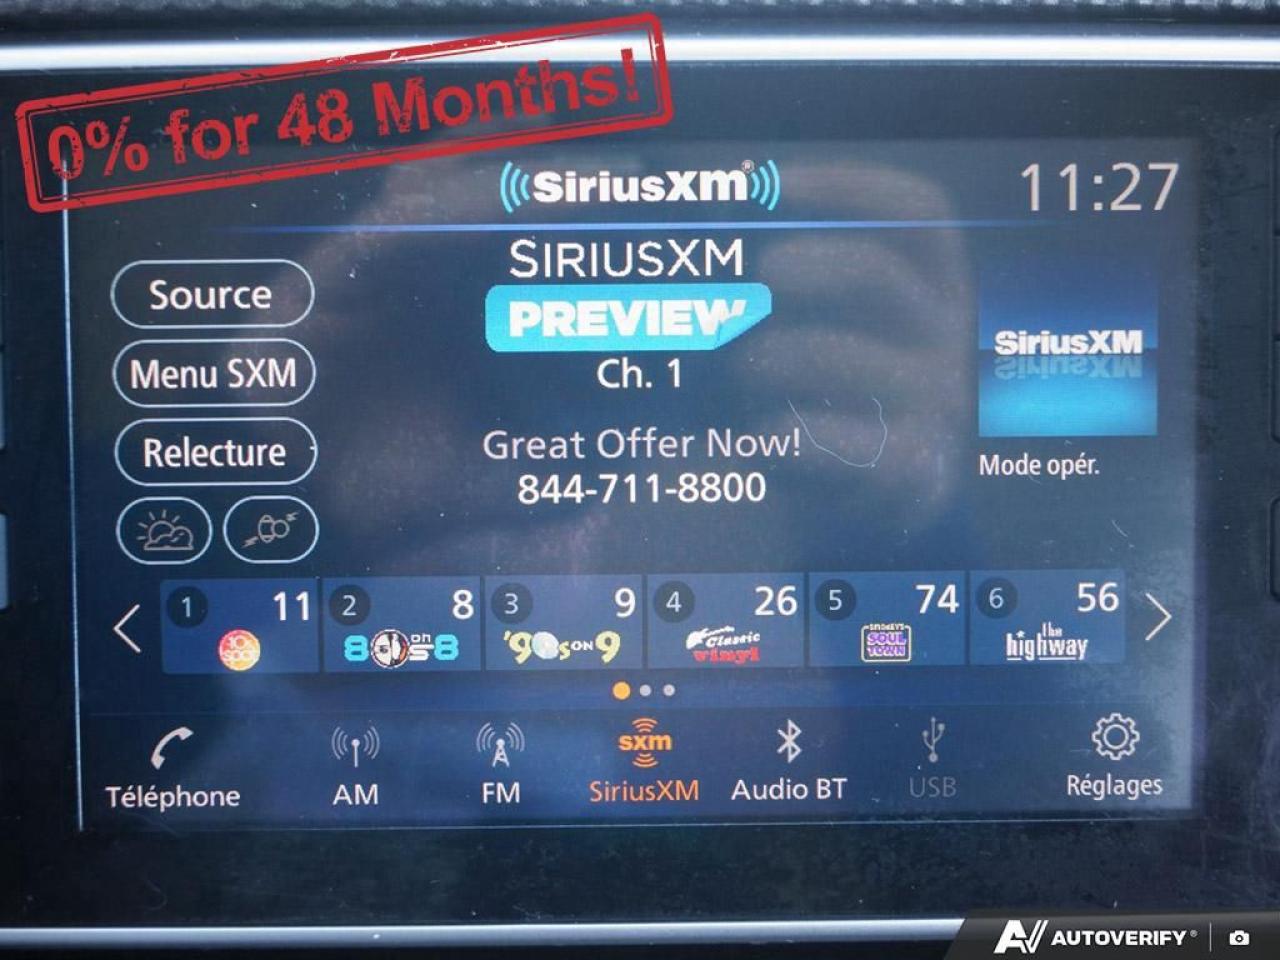 0% for 48 Months!
SiriusXM®
11:27
SIRIUSXM
PREVIEW
Ch. 1
Great Offer Now!
844-711-8800
Source
Menu SXM
Relecture
SiriusXM
Mode opér.
1 11
2 8
80s on 8
3 9
'90s ON 9
4 26
Classic vinyl
5 74
SOUL TOWN
6 56
the highway
Téléphone
AM
FM
sxm
SiriusXM
Audio BT
USB
Réglages
AUTOVERIFY®